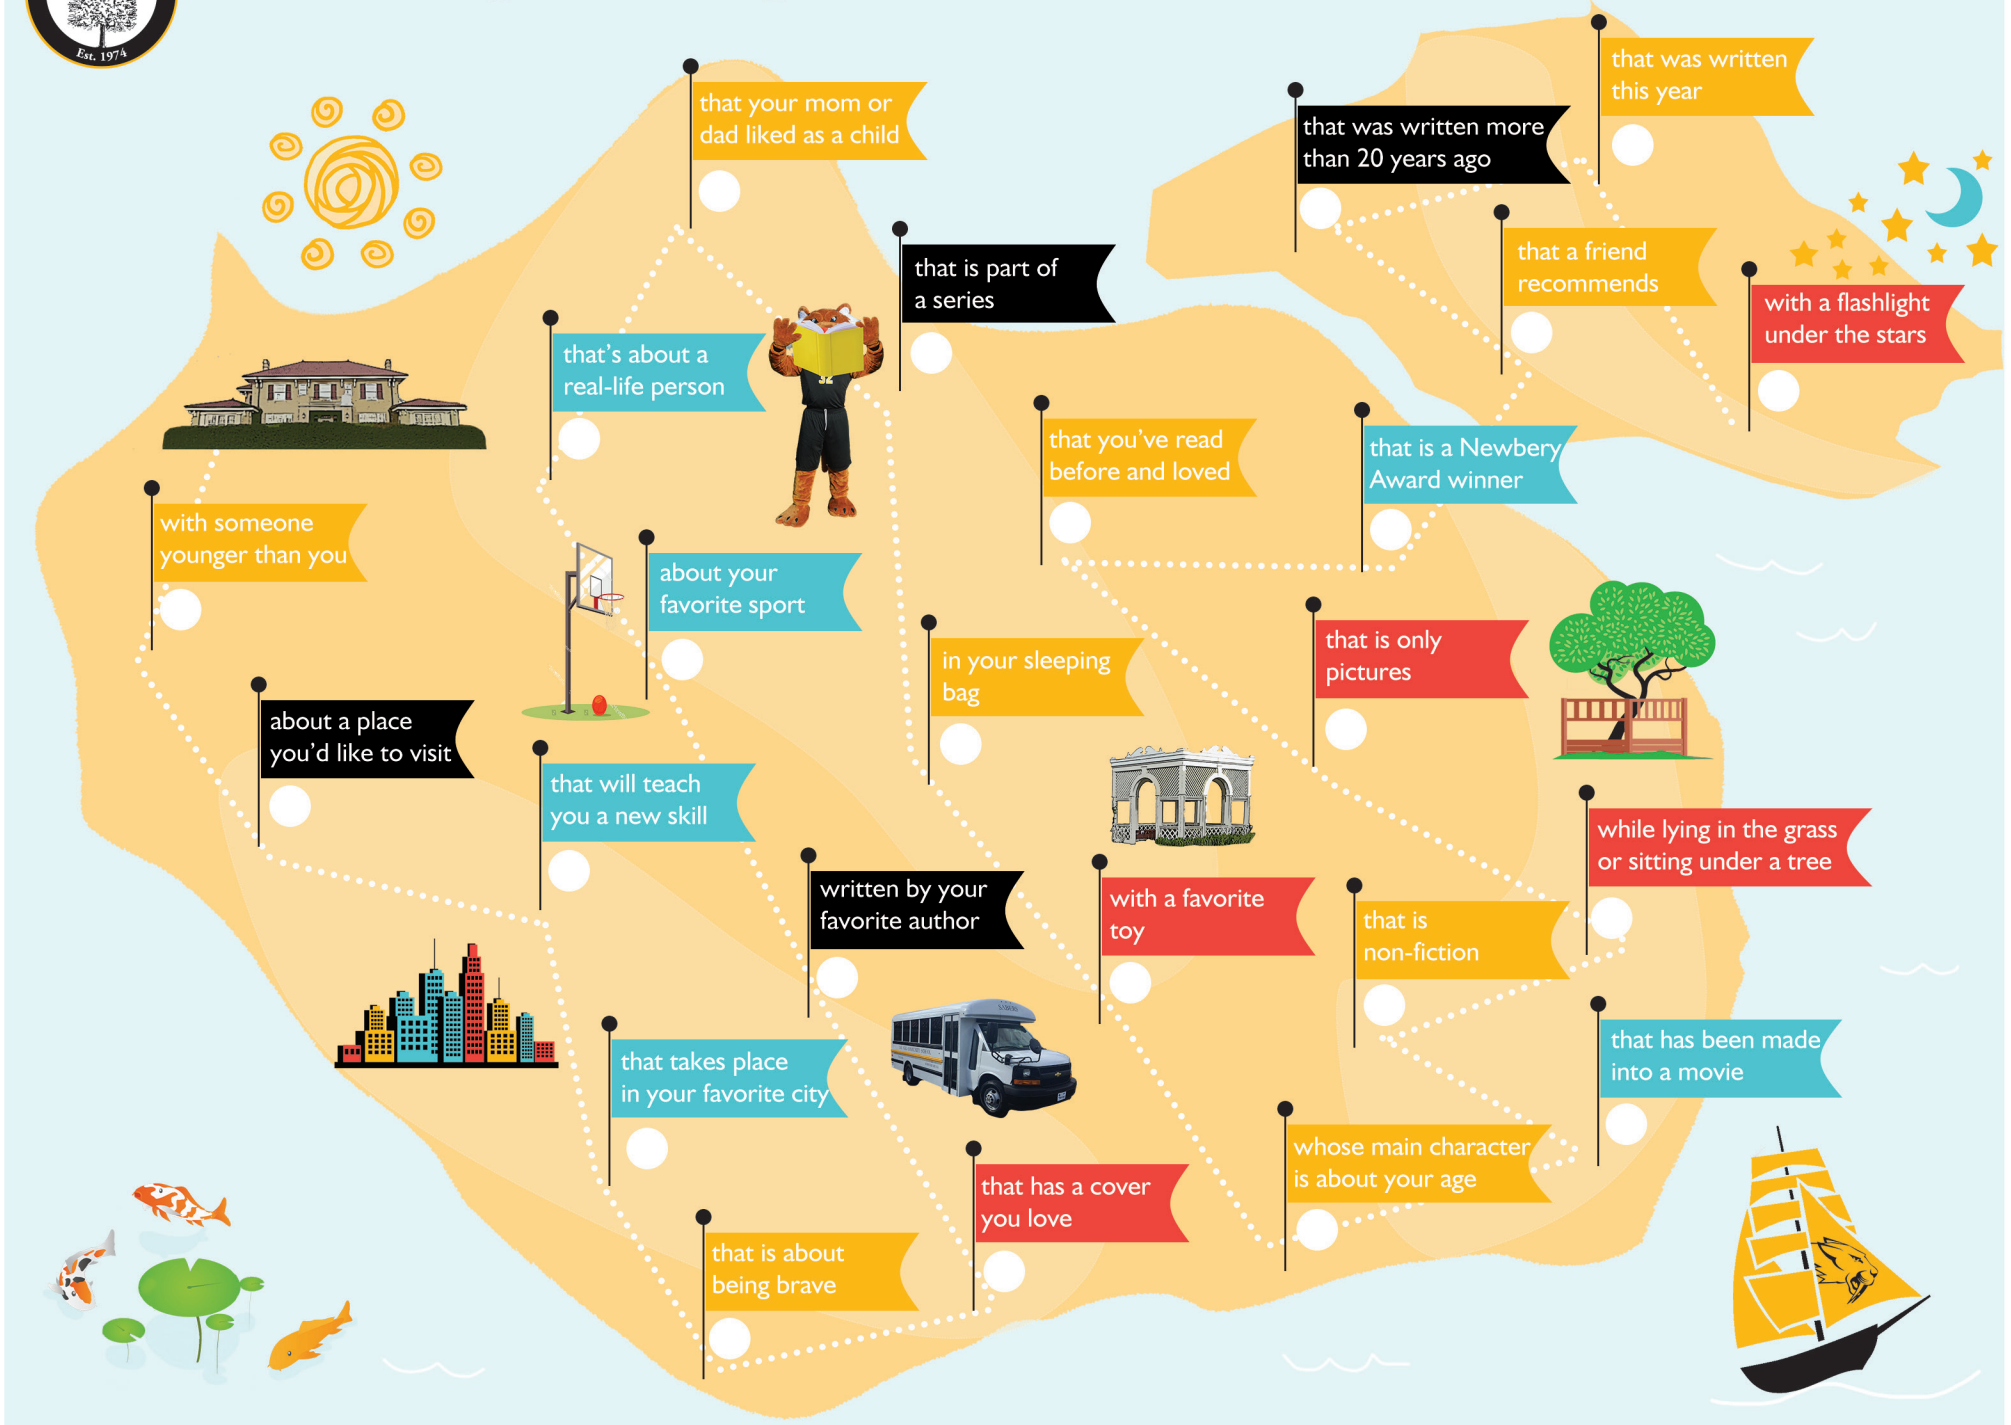 Est. 1974
that was written
this year
that your mom or
dad liked as a child
that was written more
than 20 years ago
that a friend
recommends
that is part of
a series
with a flashlight
under the stars
that's about a
real-life person
that you've read
before and loved
that is a Newbery
Award winner
with someone
younger than you
about your
favorite sport
that is only
pictures
in your sleeping
bag
about a place
you'd like to visit
that will teach
you a new skill
while lying in the grass
or sitting under a tree
written by your
favorite author
with a favorite
toy
that is
non-fiction
SABERS
that takes place
in your favorite city
that has been made
into a movie
whose main character
is about your age
that has a cover
you love
that is about
being brave